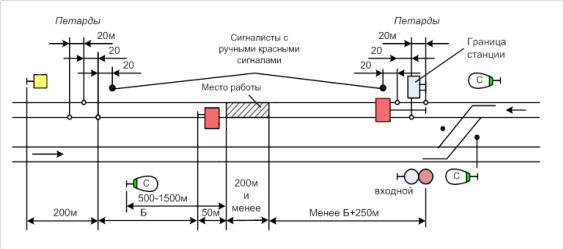 Петарды
Петарды
20м
20
20
Сигналисты с
ручными красными
сигналами
20м
20
20
Граница
станции
Место работы
С
входной
С
С
500-1500м
200м
и
менее
200м
Б
50м
Менее Б+250м